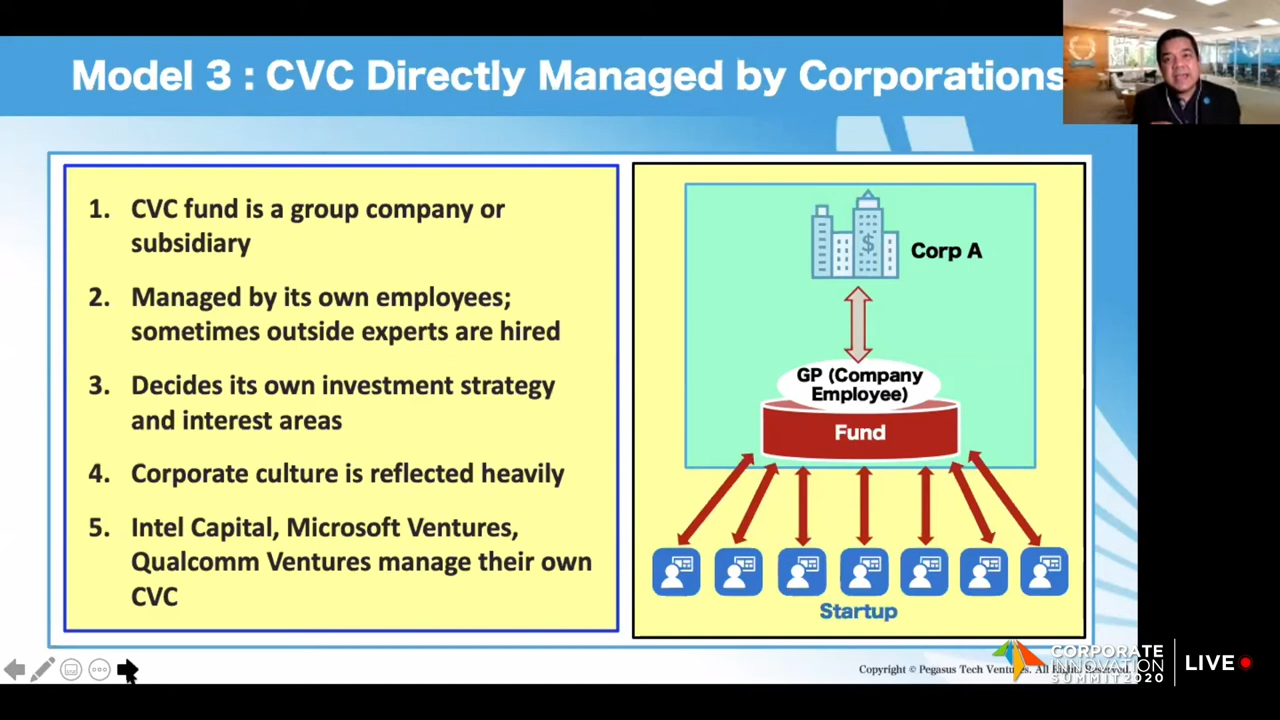 Model 3 : CVC Directly Managed by Corporations
1. CVC fund is a group company or
subsidiary
2. Managed by its own employees;
sometimes outside experts are hired
3. Decides its own investment strategy
and interest areas
4. Corporate culture is reflected heavily
5. Intel Capital, Microsoft Ventures,
Qualcomm Ventures manage their own
CVC
$
Corp A
GP (Company
Employee)
Fund
Startup
Copyright © Pegasus Tech Ventures. All Rights Reserved.
CORPORATE
INNOVATION
SUMMIT2020
LIVE